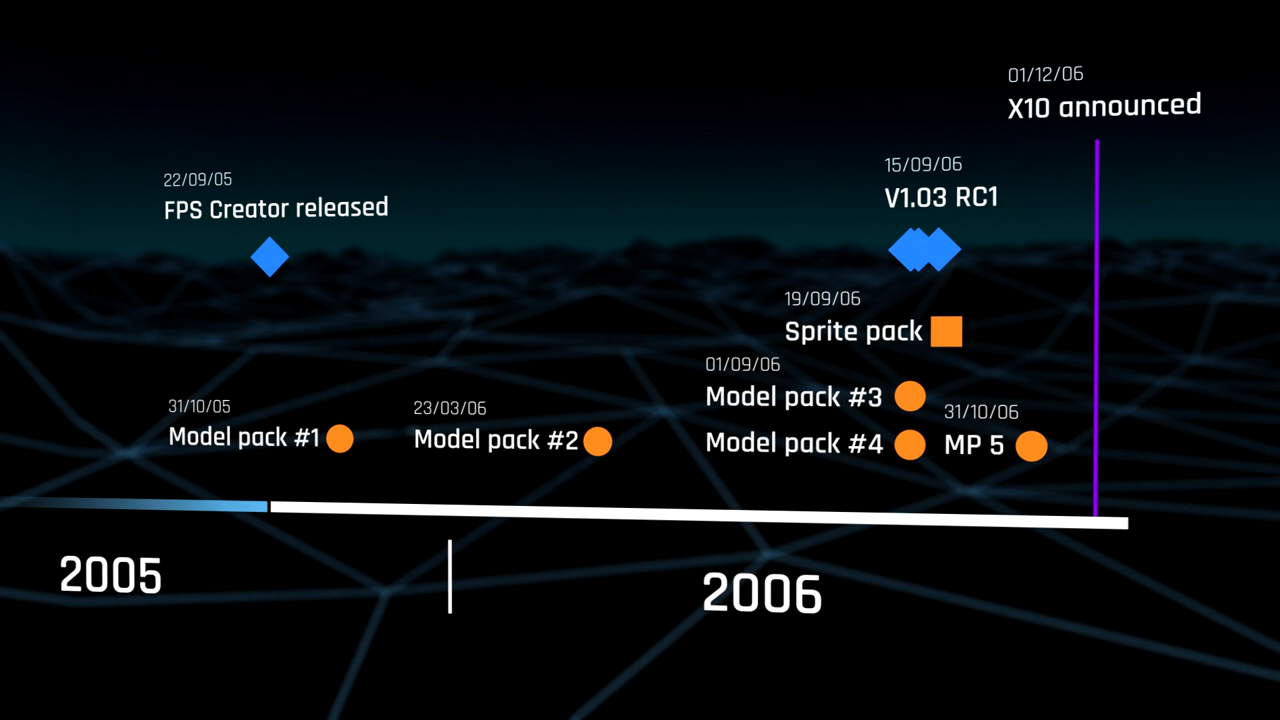 01/12/06
X10 announced
15/09/06
V1.03 RC1
22/09/05
FPS Creator released
19/09/06
Sprite pack
01/09/06
Model pack #3
31/10/05
Model pack #1
23/03/06
Model pack #2
Model pack #4
31/10/06
MP 5
2005
2006